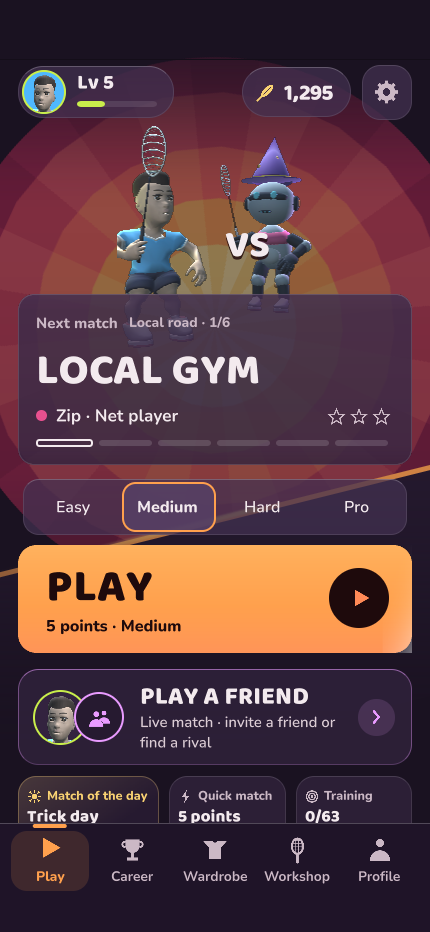 Lv 5
1,295
VS
Next match Local road · 1/6
LOCAL GYM
Zip · Net player
Easy Medium Hard Pro
PLAY
5 points · Medium
PLAY A FRIEND
Live match · invite a friend or
find a rival
Match of the day Quick match Training
Trick day 5 points 0/63
Play Career Wardrobe Workshop Profile